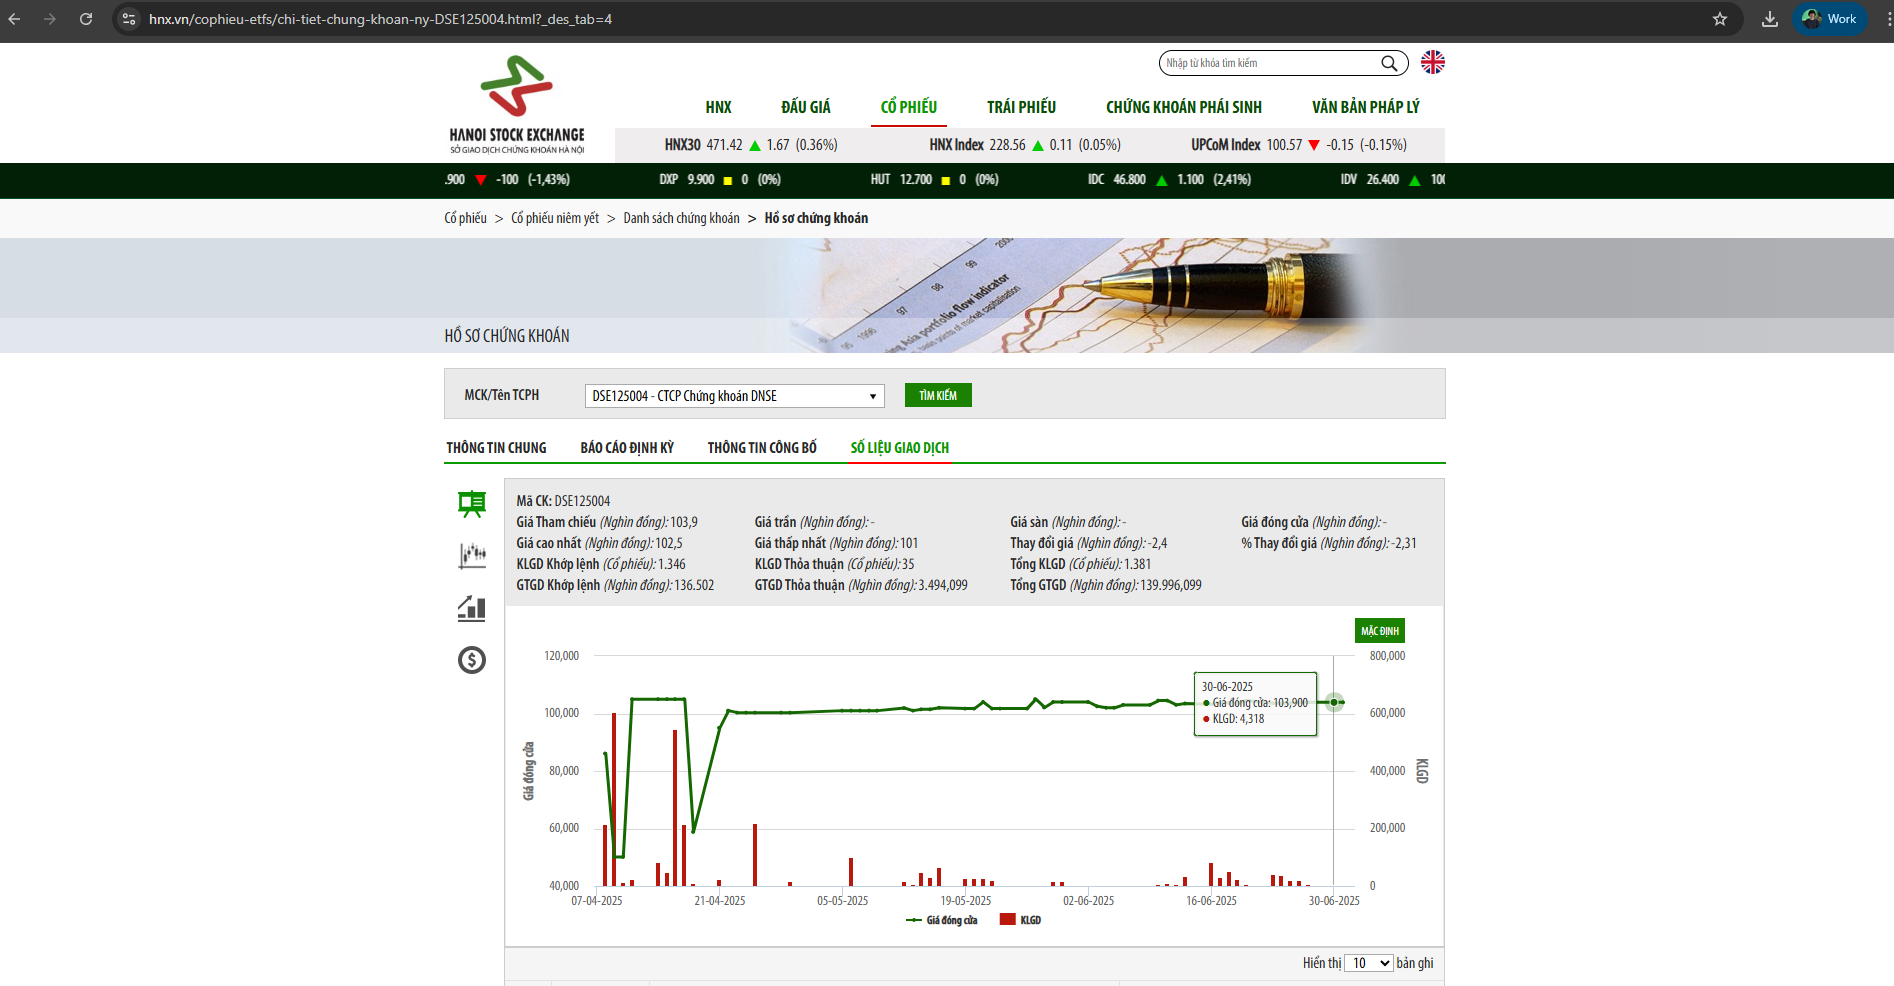 hnx.vn/cophieu-etfs/chi-tiet-chung-khoan-ny-DSE125004.html?_des_tab=4
Work
Nhập từ khóa tìm kiếm
HANOI STOCK EXCHANGE
SỞ GIAO DỊCH CHỨNG KHOÁN HÀ NỘI
HNX ĐẤU GIÁ CỔ PHIẾU TRÁI PHIẾU CHỨNG KHOÁN PHÁI SINH VĂN BẢN PHÁP LÝ
HNX30 471.42 ▲ 1.67 (0.36%) HNX Index 228.56 ▲ 0.11 (0.05%) UPCoM Index 100.57 ▼ -0.15 (-0.15%)
.900 ▼ -100 (-1,43%) DXP 9.900 ■ 0 (0%) HUT 12.700 ■ 0 (0%) IDC 46.800 ▲ 1.100 (2,41%) IDV 26.400 ▲ 10
Cổ phiếu > Cổ phiếu niêm yết > Danh sách chứng khoán > Hồ sơ chứng khoán
2000
99
98
97
1996
95
Asia portfolio flow indicator
points of market capitalisation
HỒ SƠ CHỨNG KHOÁN
MCK/Tên TCPH DSE125004 - CTCP Chứng khoán DNSE ▼ TÌM KIẾM
THÔNG TIN CHUNG BÁO CÁO ĐỊNH KỲ THÔNG TIN CÔNG BỐ SỐ LIỆU GIAO DỊCH
Mã CK: DSE125004
Giá Tham chiếu (Nghìn đồng): 103,9 Giá trần (Nghìn đồng): - Giá sàn (Nghìn đồng): - Giá đóng cửa (Nghìn đồng): -
Giá cao nhất (Nghìn đồng): 102,5 Giá thấp nhất (Nghìn đồng): 101 Thay đổi giá (Nghìn đồng): -2,4 % Thay đổi giá (Nghìn đồng): -2,31
KLGD Khớp lệnh (Cổ phiếu): 1.346 KLGD Thỏa thuận (Cổ phiếu): 35 Tổng KLGD (Cổ phiếu): 1.381
GTGD Khớp lệnh (Nghìn đồng): 136.502 GTGD Thỏa thuận (Nghìn đồng): 3.494,099 Tổng GTGD (Nghìn đồng): 139.996,099
MẶC ĐỊNH
120,000 800,000
30-06-2025
Giá đóng cửa: 103,900
KLGD: 4,318
100,000 600,000
80,000 400,000
Giá đóng cửa KLGD
60,000 200,000
40,000 0
07-04-2025 21-04-2025 05-05-2025 19-05-2025 02-06-2025 16-06-2025 30-06-2025
Giá đóng cửa KLGD
Hiển thị 10 bản ghi